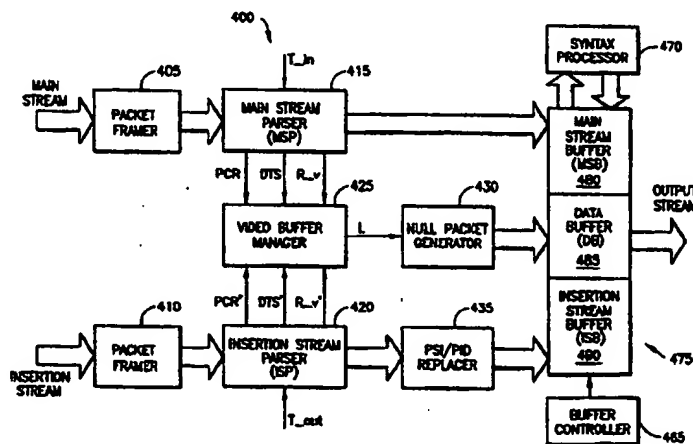 400
T_in
405
415
SYNTAX
PROCESSOR
470
MAIN
STREAM
PACKET
FRAMER
MAIN STREAM
PARSER
(MSP)
MAIN
STREAM
BUFFER
(MSB)
480
PCR
DTS
R_v
425
430
VIDEO BUFFER
MANAGER
L
NULL PACKET
GENERATOR
DATA
BUFFER
(DB)
485
OUTPUT
STREAM
PCR'
DTS'
R_v'
410
420
435
INSERTION
STREAM
PACKET
FRAMER
INSERTION STREAM
PARSER
(ISP)
PSI/PID
REPLACER
INSERTION
STREAM
BUFFER
(ISB)
490
475
T_out
BUFFER
CONTROLLER
465